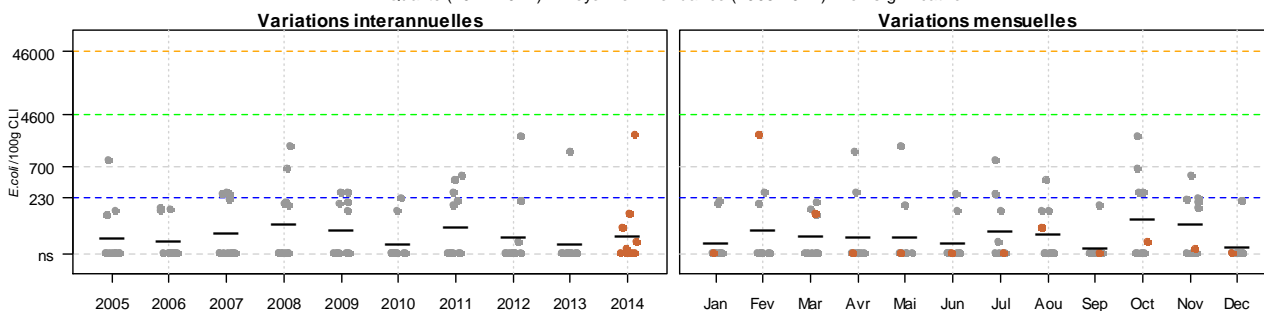 Variations interannuelles
Variations mensuelles
46000
4600
700
230
ns
E.coli/100g CLI
2005 2006 2007 2008 2009 2010 2011 2012 2013 2014
Jan Fev Mar Avr Mai Jun Jul Aou Sep Oct Nov Dec